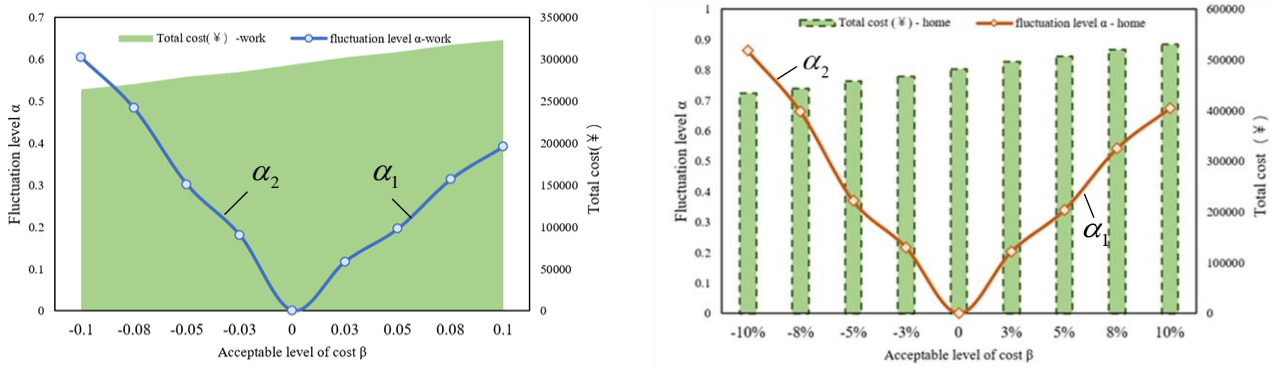 0.7
0.6
0.5
0.4
0.3
0.2
0.1
0
Fluctuation level α
Total cost(¥) -work
fluctuation level α-work
α2
α1
350000
300000
250000
200000
150000
100000
50000
0
Total cost(¥)
-0.1 -0.08 -0.05 -0.03 0 0.03 0.05 0.08 0.1
Acceptable level of cost β
1
0.9
0.8
0.7
0.6
0.5
0.4
0.3
0.2
0.1
0
Fluctuation level α
Total cost (¥) - home
fluctuation level α - home
α2
α1
600000
500000
400000
300000
200000
100000
0
Total cost (¥)
-10% -8% -5% -3% 0 3% 5% 8% 10%
Acceptable level of cost β